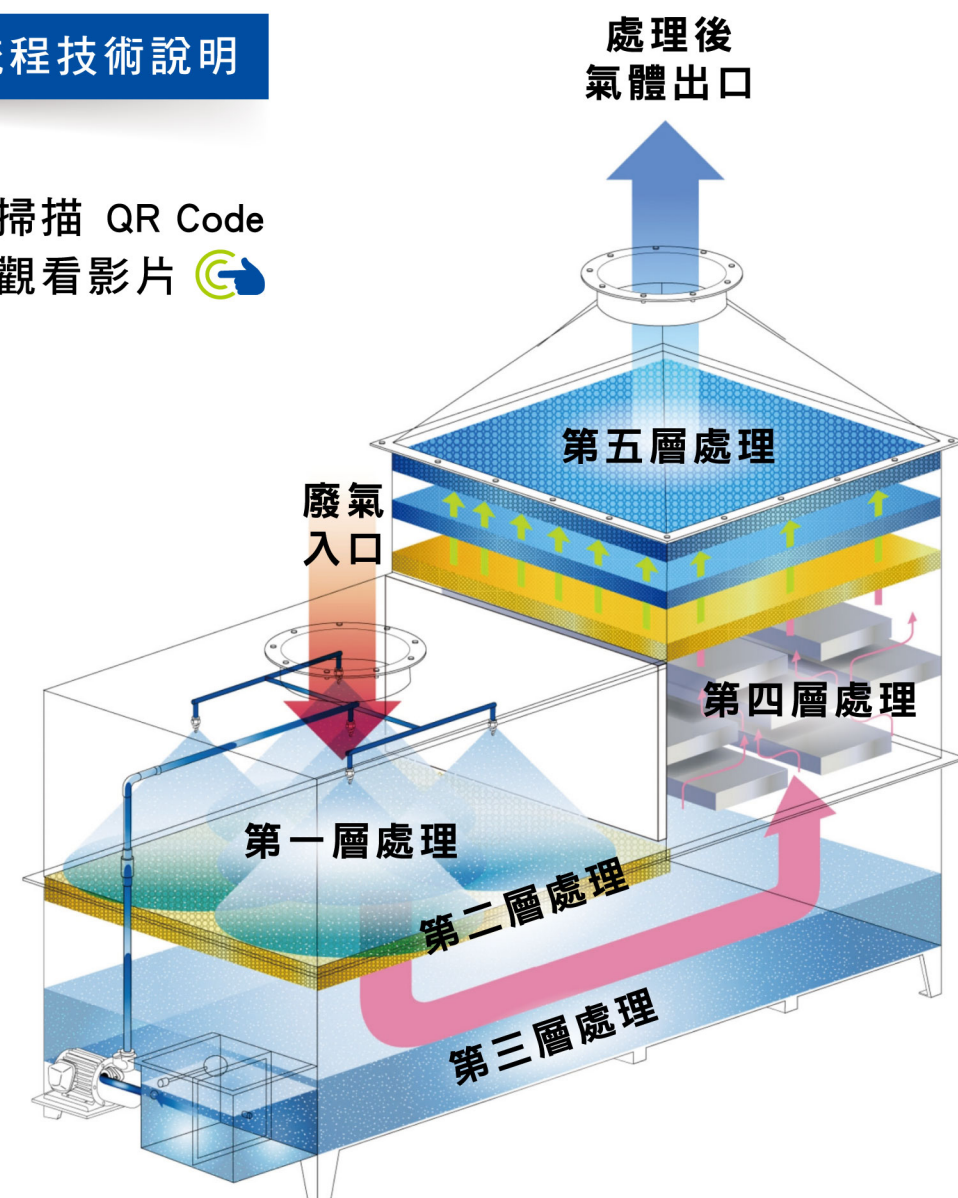 程技術說明
掃描 QR Code
觀看影片
處理後
氣體出口
廢氣
入口
第五層處理
第四層處理
第一層處理
第二層處理
第三層處理